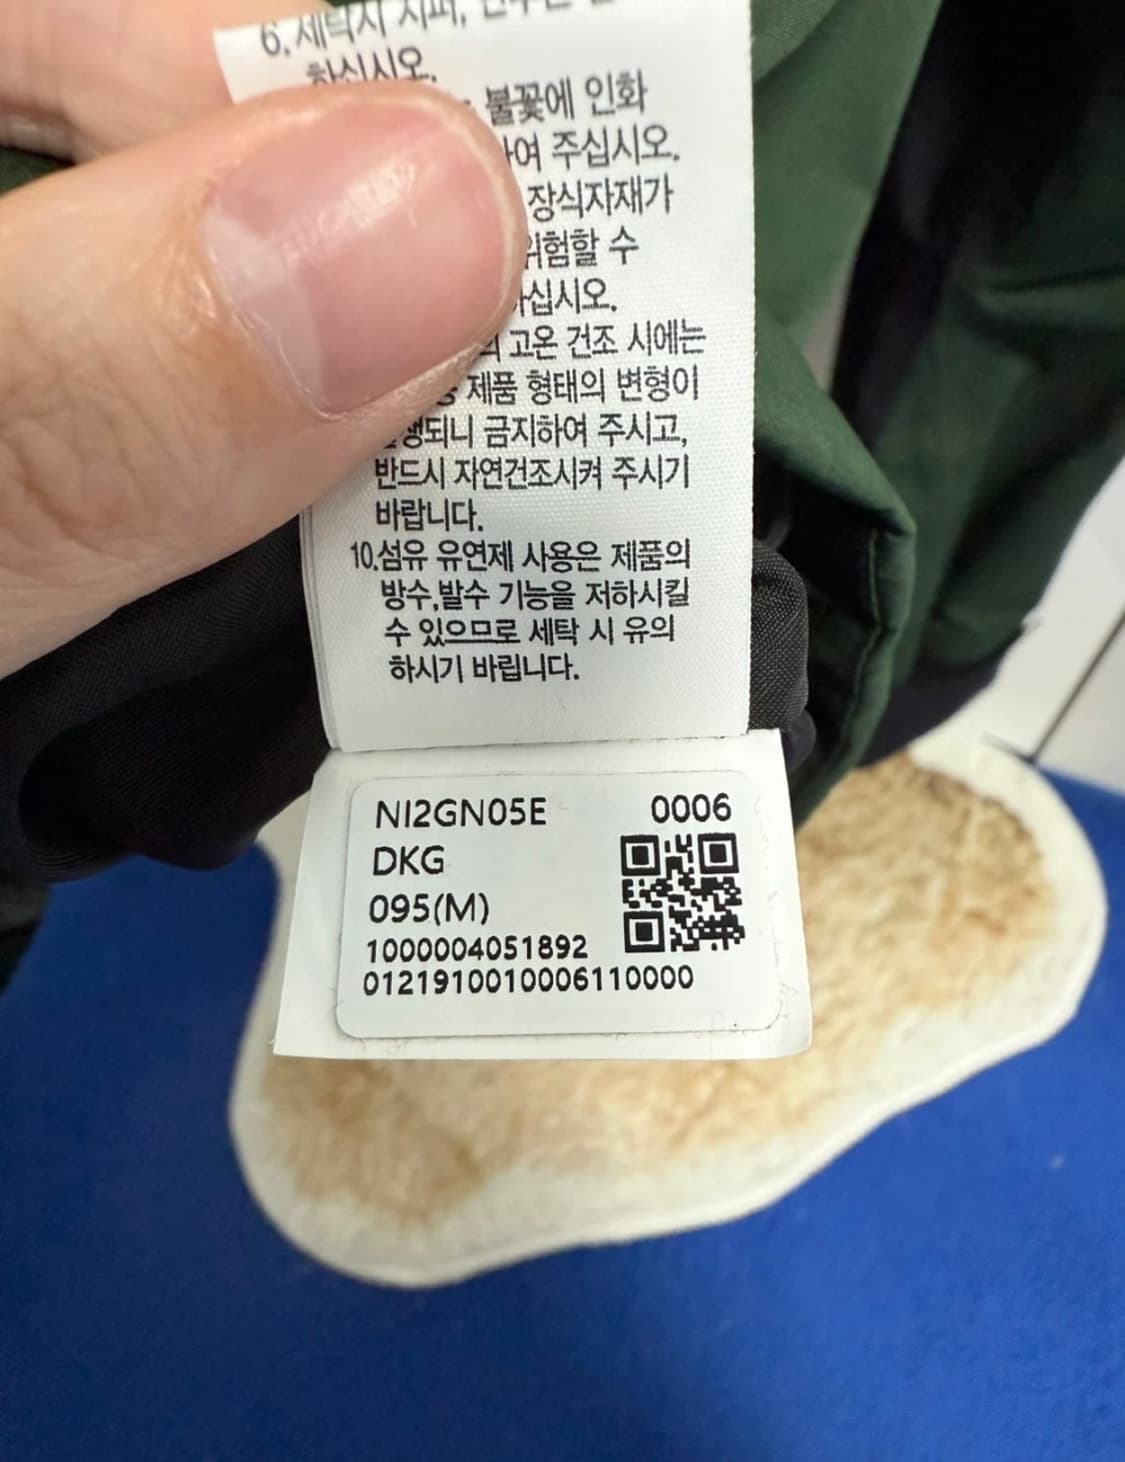 6. 세탁시 지퍼,
하십시오.
불꽃에 인화
하여 주십시오.
장식자재가
위험할 수
하십시오.
의 고온 건조 시에는
제품 형태의 변형이
발생되니 금지하여 주시고,
반드시 자연건조시켜 주시기
바랍니다.
10.섬유 유연제 사용은 제품의
방수,발수 기능을 저하시킬
수 있으므로 세탁 시 유의
하시기 바립니다.
NI2GN05E 0006
DKG
095(M)
1000004051892
0121910010006110000